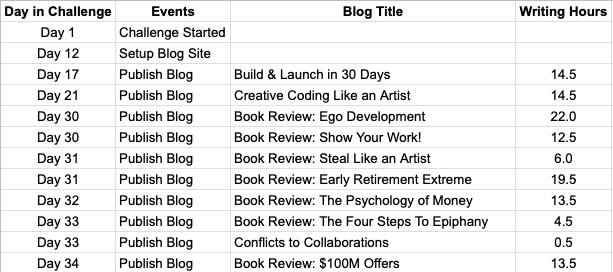 Day in Challenge Events Blog Title Writing Hours
Day 1 Challenge Started
Day 12 Setup Blog Site
Day 17 Publish Blog Build & Launch in 30 Days 14.5
Day 21 Publish Blog Creative Coding Like an Artist 14.5
Day 30 Publish Blog Book Review: Ego Development 22.0
Day 30 Publish Blog Book Review: Show Your Work! 12.5
Day 31 Publish Blog Book Review: Steal Like an Artist 6.0
Day 31 Publish Blog Book Review: Early Retirement Extreme 19.5
Day 32 Publish Blog Book Review: The Psychology of Money 13.5
Day 33 Publish Blog Book Review: The Four Steps To Epiphany 4.5
Day 33 Publish Blog Conflicts to Collaborations 0.5
Day 34 Publish Blog Book Review: $100M Offers 13.5